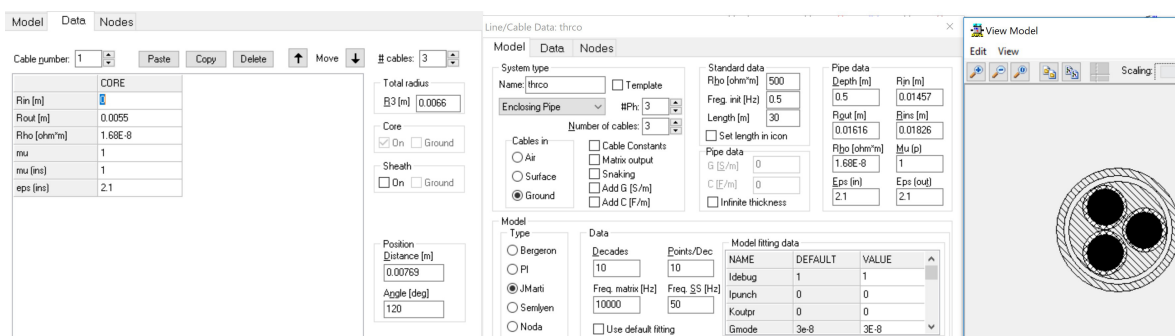 Model Data Nodes
Cable number: 1 Paste Copy Delete Move # cables: 3
CORE
Rin [m] 0
Rout [m] 0.0055
Rho [ohm*m] 1.68E-8
mu 1
mu (ins) 1
eps (ins) 2.1
Total radius
R3 [m] 0.0066
Core
On Ground
Sheath
On Ground
Position
Distance [m]
0.00769
Angle [deg]
120
Line/Cable Data: thrco
Model Data Nodes
System type
Name: thrco Template
Enclosing Pipe #Ph: 3
Number of cables: 3
Cables in
Air
Surface
Ground
Cable Constants
Matrix output
Snaking
Add G [S/m]
Add C [F/m]
Standard data
Rho [ohm*m] 500
Freq. init [Hz] 0.5
Length [m] 30
Set length in icon
Pipe data
G [S/m] 0
C [F/m] 0
Infinite thickness
Pipe data
Depth [m] Rin [m]
0.5 0.01457
Rout [m] Rins [m]
0.01616 0.01826
Rho [ohm*m] Mu (p)
1.68E-8 1
Eps (in) Eps (out)
2.1 2.1
Model
Type
Bergeron
PI
JMarti
Semlyen
Noda
Data
Decades Points/Dec
10 10
Freq. matrix [Hz] Freq. SS [Hz]
10000 50
Use default fitting
Model fitting data
NAME DEFAULT VALUE
Idebug 1 1
Ipunch 0 0
Koutpr 0 0
Gmode 3e-8 3E-8
View Model
Edit View
Scaling: